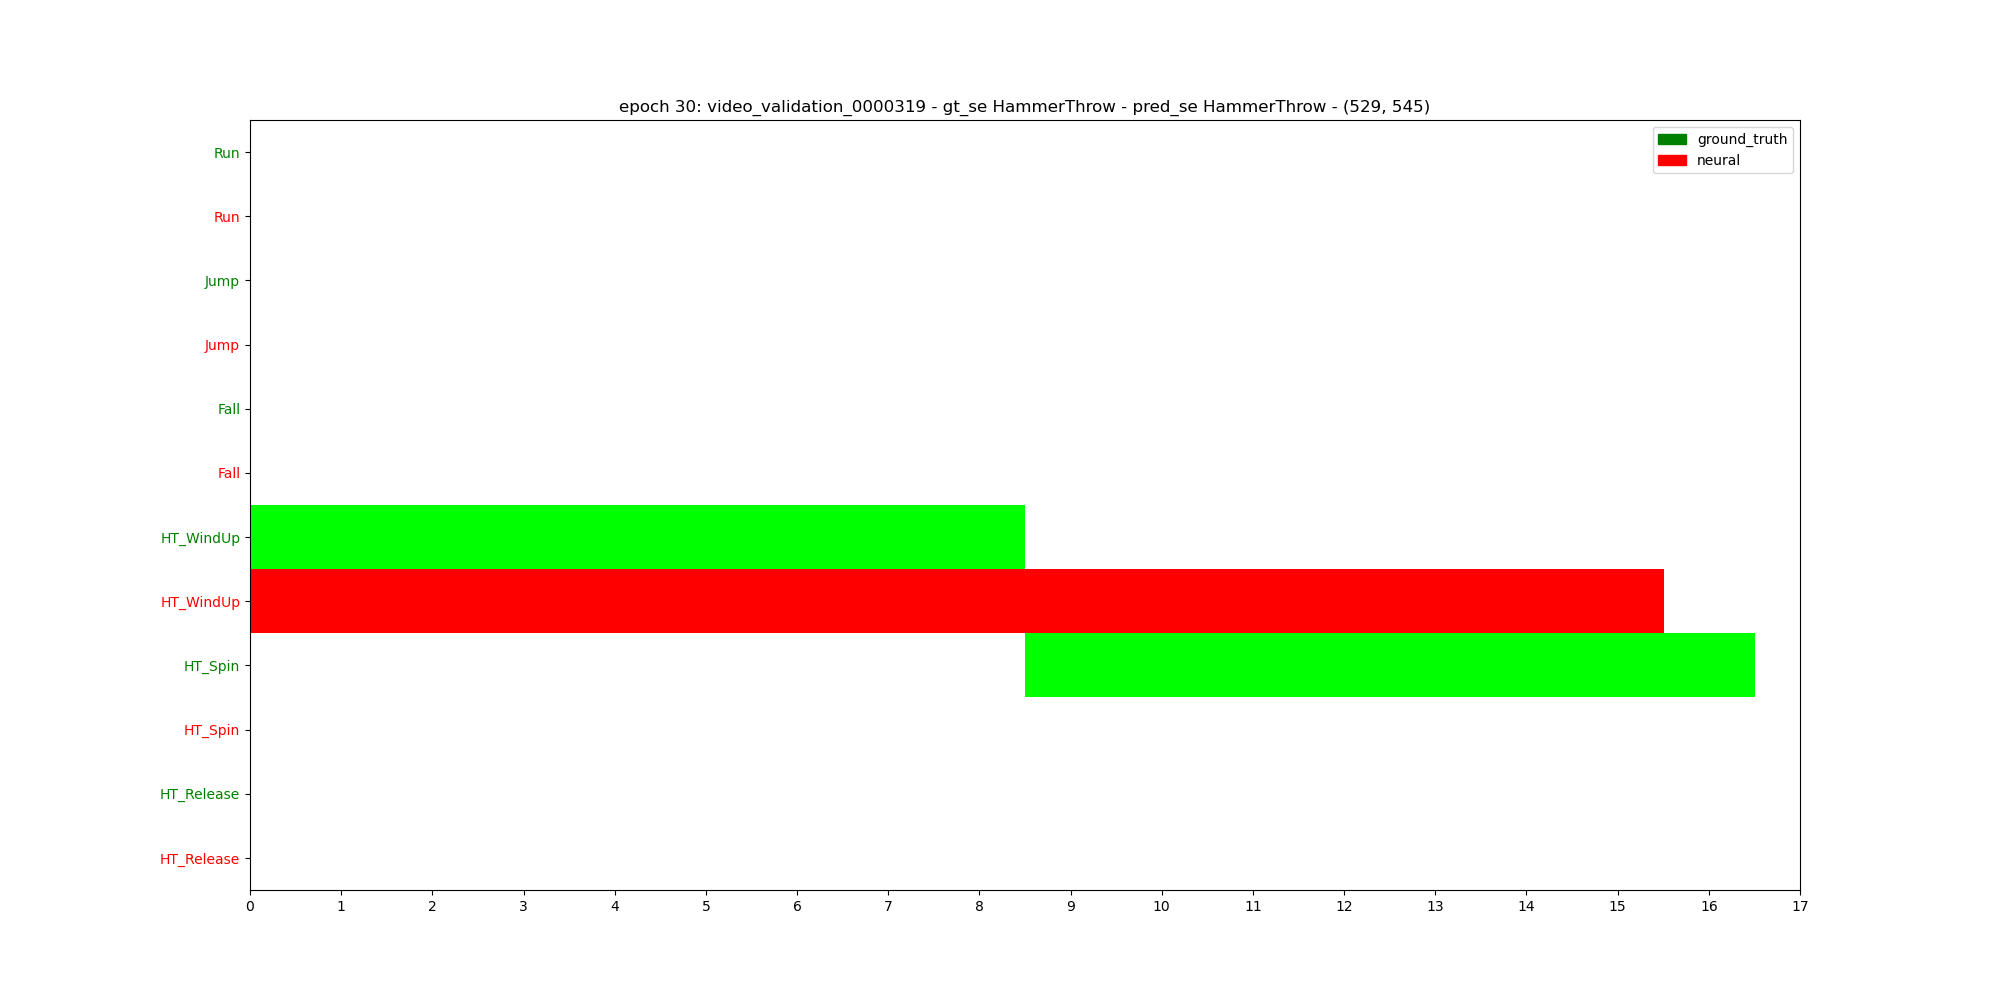 epoch 30: video_validation_0000319 - gt_se HammerThrow - pred_se HammerThrow - (529, 545)
ground_truth
neural
Run
Run
Jump
Jump
Fall
Fall
HT_WindUp
HT_WindUp
HT_Spin
HT_Spin
HT_Release
HT_Release
0 1 2 3 4 5 6 7 8 9 10 11 12 13 14 15 16 17